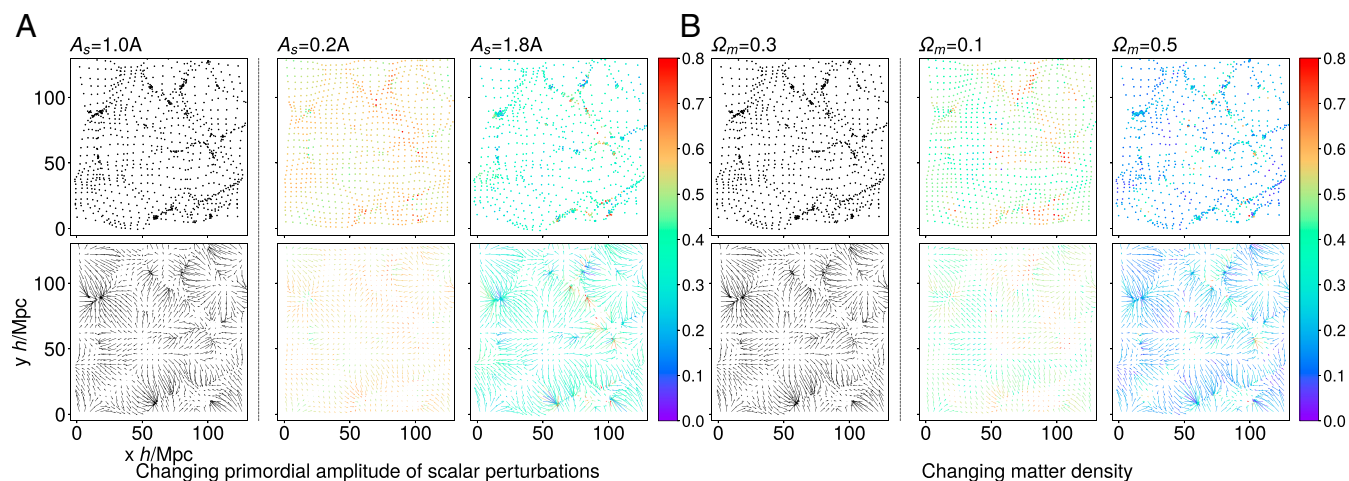 A
B
A_s=1.0A
A_s=0.2A
A_s=1.8A
Ω_m=0.3
Ω_m=0.1
Ω_m=0.5
100
50
0
100
50
0
y h/Mpc
0 50 100
0 50 100
0 50 100
x h/Mpc
0.8
0.7
0.6
0.5
0.4
0.3
0.2
0.1
0.0
0 50 100
0 50 100
0 50 100
0.8
0.7
0.6
0.5
0.4
0.3
0.2
0.1
0.0
Changing primordial amplitude of scalar perturbations
Changing matter density